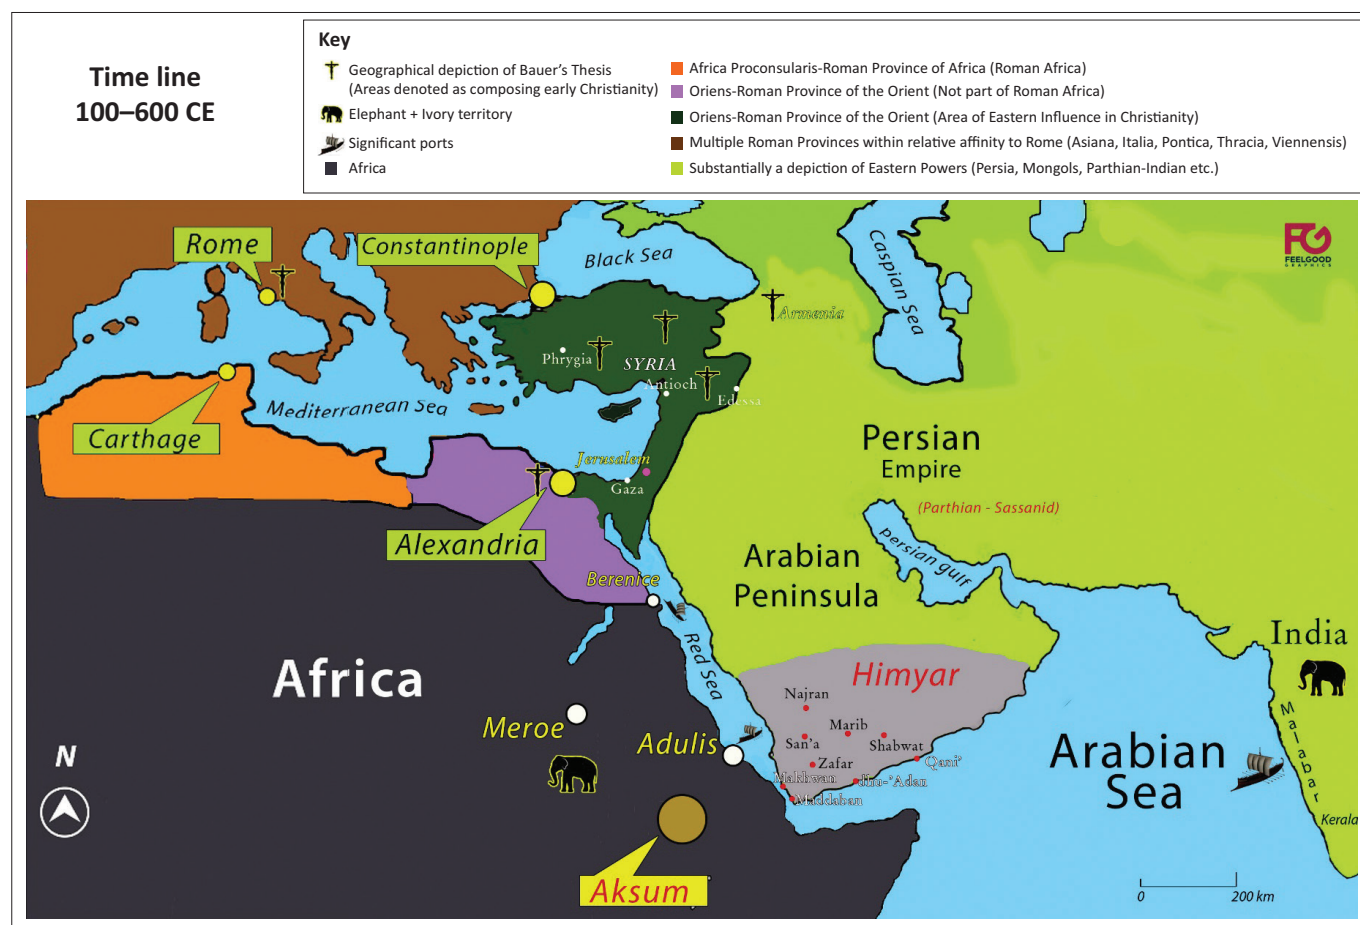 Time line
100–600 CE
Key
Geographical depiction of Bauer's Thesis
(Areas denoted as composing early Christianity)
Elephant + Ivory territory
Significant ports
Africa
Africa Proconsularis-Roman Province of Africa (Roman Africa)
Oriens-Roman Province of the Orient (Not part of Roman Africa)
Oriens-Roman Province of the Orient (Area of Eastern Influence in Christianity)
Multiple Roman Provinces within relative affinity to Rome (Asiana, Italia, Pontica, Thracia, Viennensis)
Substantially a depiction of Eastern Powers (Persia, Mongols, Parthian-Indian etc.)
Rome
Constantinople
Black Sea
Caspian Sea
FG
FEELGOOD
GRAPHICS
Armenia
Phrygia
SYRIA
Antioch
Edessa
Mediterranean Sea
Carthage
Jerusalem
Gaza
Alexandria
Berenice
Persian
Empire
(Parthian - Sassanid)
persian gulf
Arabian
Peninsula
Red Sea
India
Malabar
Kerala
Africa
Himyar
Najran
Marib
San'a
Shabwat
Zafar
Qani'
Makhwan
dhu-'Adan
Maddaban
Meroe
Adulis
Arabian
Sea
N
Aksum
0
200 km